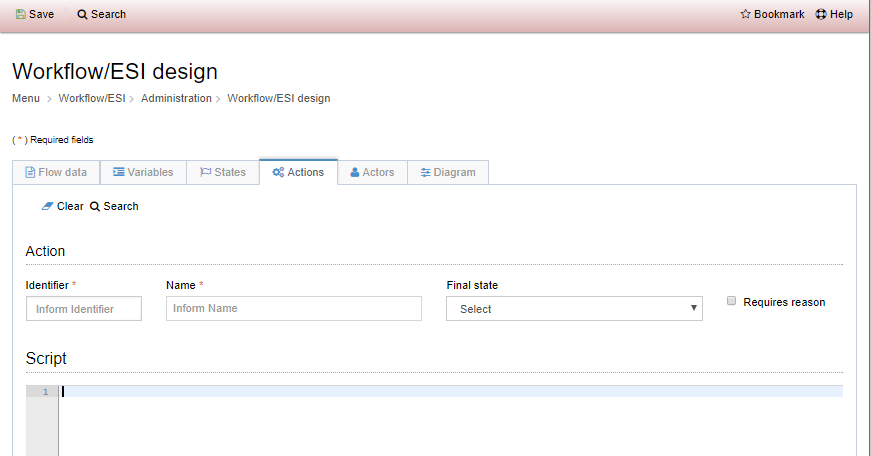 Save Search Bookmark Help
Workflow/ESI design
Menu > Workflow/ESI > Administration > Workflow/ESI design
( * ) Required fields
Flow data Variables States Actions Actors Diagram
Clear Search
Action
Identifier * Name * Final state
Inform Identifier Inform Name Select Requires reason
Script
1